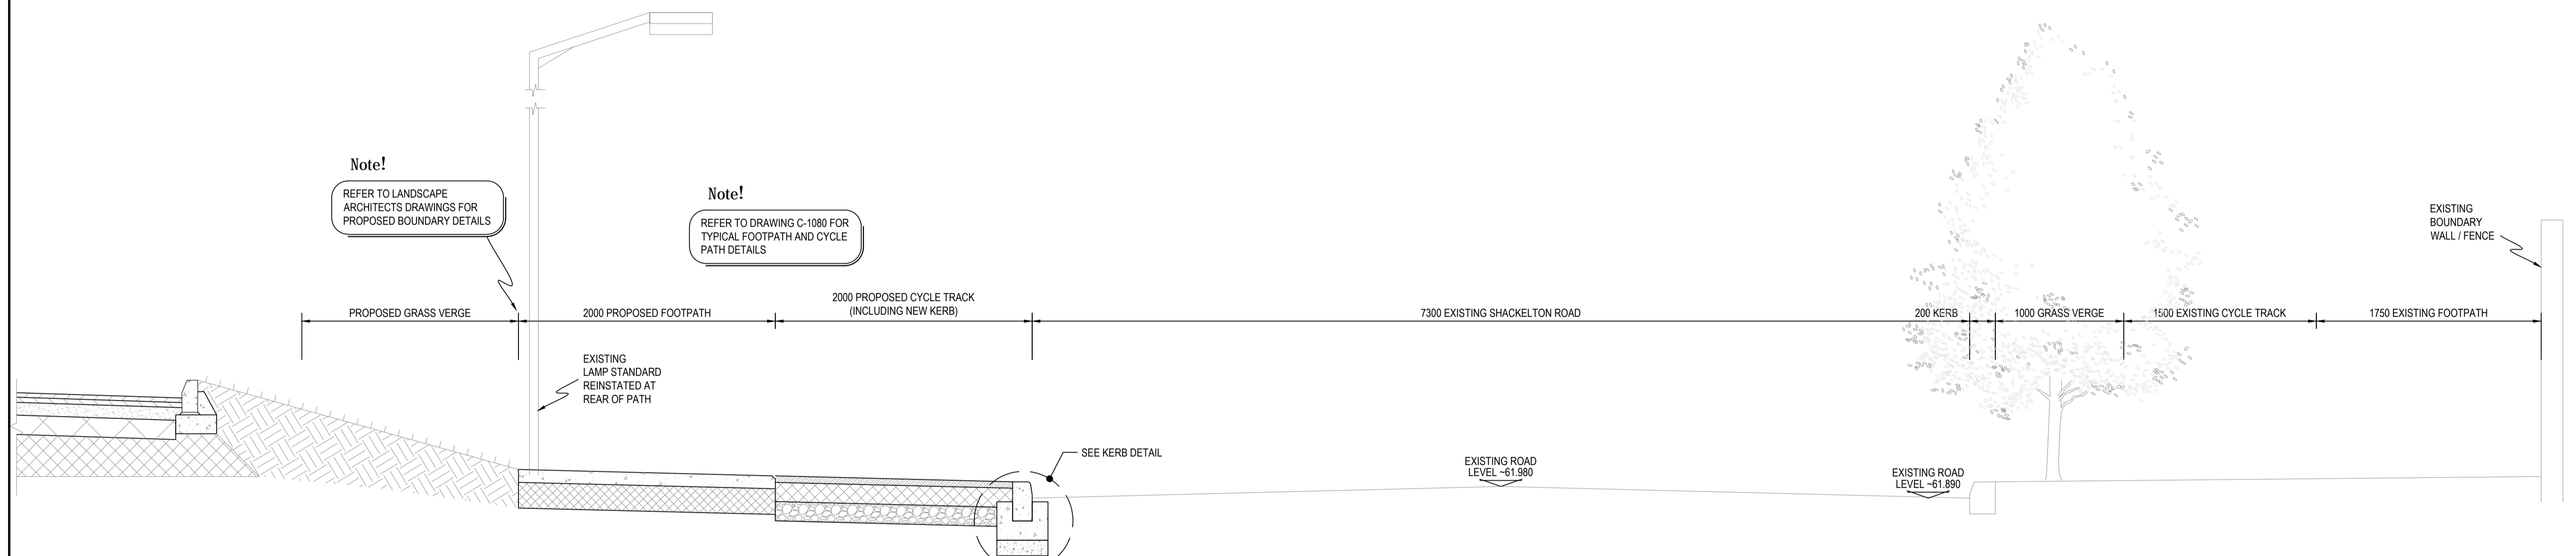 Note!
REFER TO LANDSCAPE
ARCHITECTS DRAWINGS FOR
PROPOSED BOUNDARY DETAILS
Note!
REFER TO DRAWING C-1080 FOR
TYPICAL FOOTPATH AND CYCLE
PATH DETAILS
EXISTING
BOUNDARY
WALL / FENCE
PROPOSED GRASS VERGE
2000 PROPOSED FOOTPATH
2000 PROPOSED CYCLE TRACK
(INCLUDING NEW KERB)
7300 EXISTING SHACKELTON ROAD
200 KERB
1000 GRASS VERGE
1500 EXISTING CYCLE TRACK
1750 EXISTING FOOTPATH
EXISTING
LAMP STANDARD
REINSTATED AT
REAR OF PATH
SEE KERB DETAIL
EXISTING ROAD
LEVEL ~61.980
EXISTING ROAD
LEVEL ~61.890